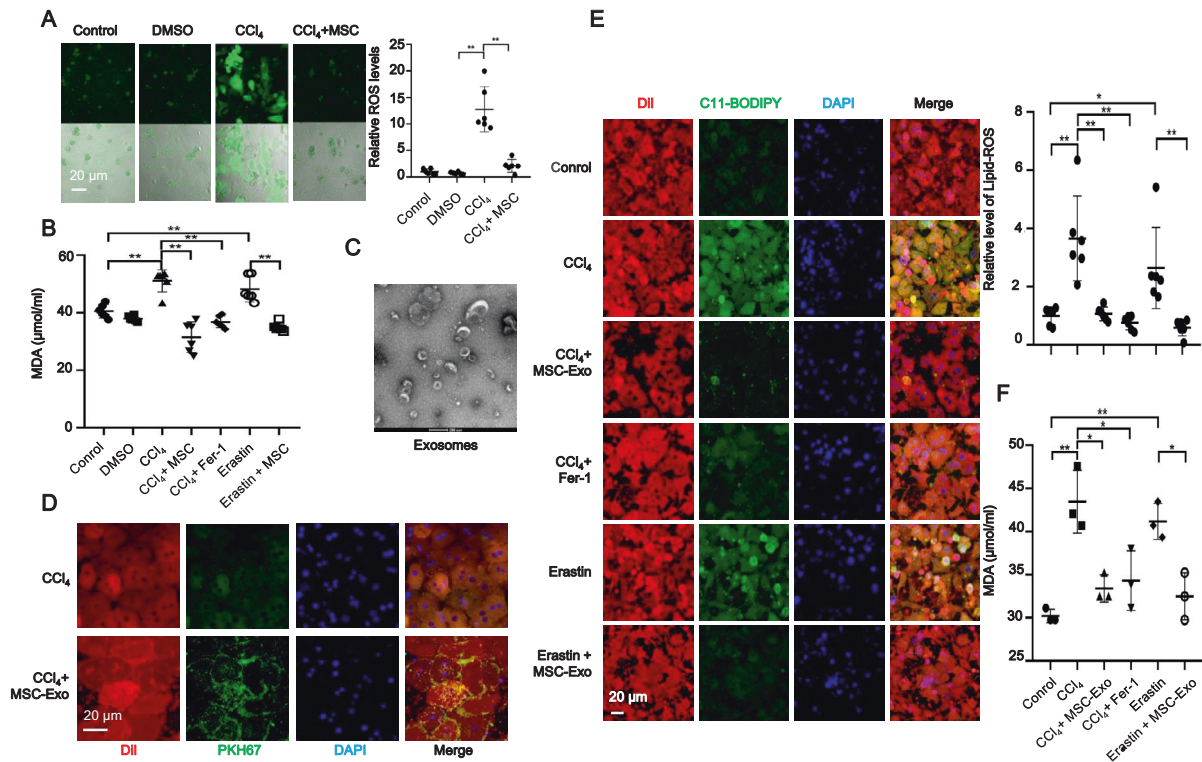 A
Control
DMSO
CCl₄
CCl₄+MSC
20 µm
Relative ROS levels
25
20
15
10
5
0
**
**
Control
DMSO
CCl₄
CCl₄+ MSC
B
MDA (µmol/ml)
60
40
20
0
**
**
**
**
**
Control
DMSO
CCl₄
CCl₄+ MSC
CCl₄+ Fer-1
Erastin
Erastin + MSC
C
Exosomes
D
CCl₄
CCl₄+
MSC-Exo
20 µm
DiI
PKH67
DAPI
Merge
E
DiI
C11-BODIPY
DAPI
Merge
Conrol
CCl₄
CCl₄+
MSC-Exo
CCl₄+
Fer-1
Erastin
Erastin +
MSC-Exo
20 µm
Relative level of Lipid-ROS
8
6
4
2
0
*
**
**
**
**
F
MDA (µmol/ml)
50
45
40
35
30
25
**
*
*
**
*
Control
CCl₄
CCl₄+ MSC-Exo
CCl₄+ Fer-1
Erastin
Erastin + MSC-Exo